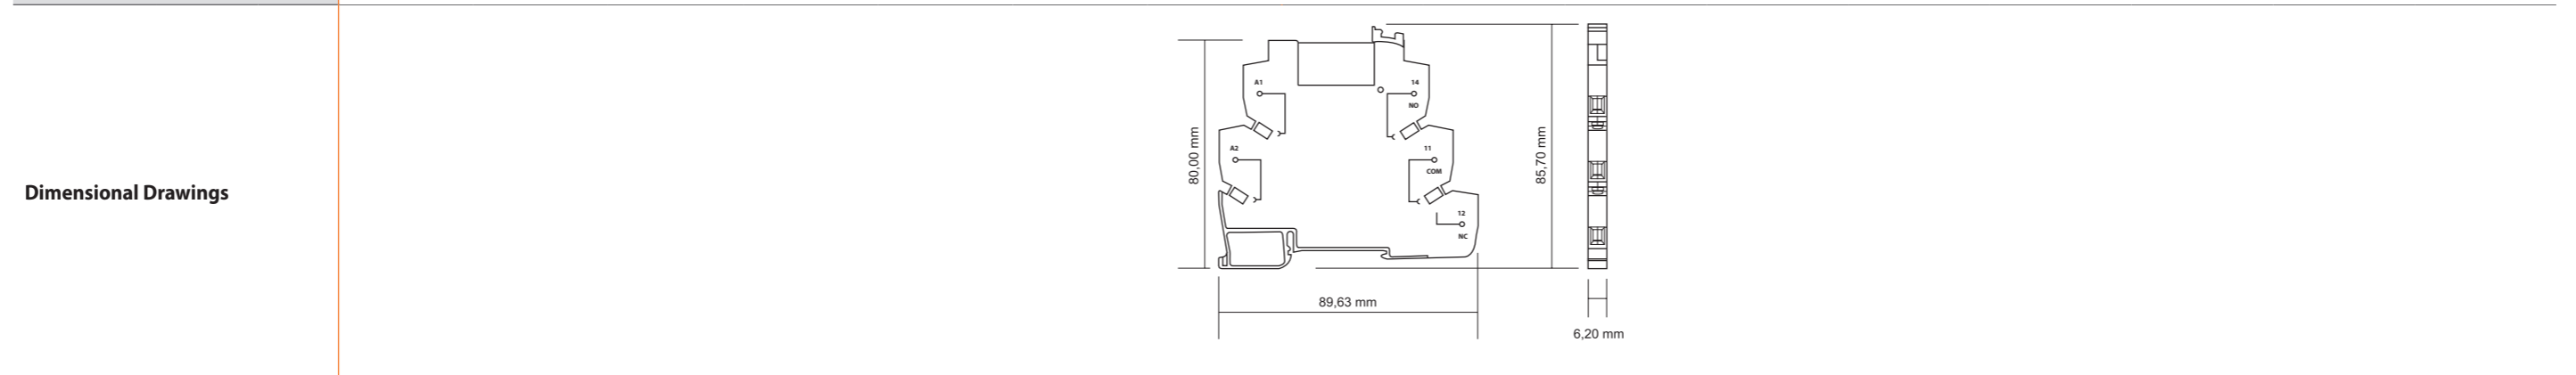 Dimensional Drawings
80,00 mm
A1
A2
14
NO
11
COM
12
NC
85,70 mm
89,63 mm
6,20 mm